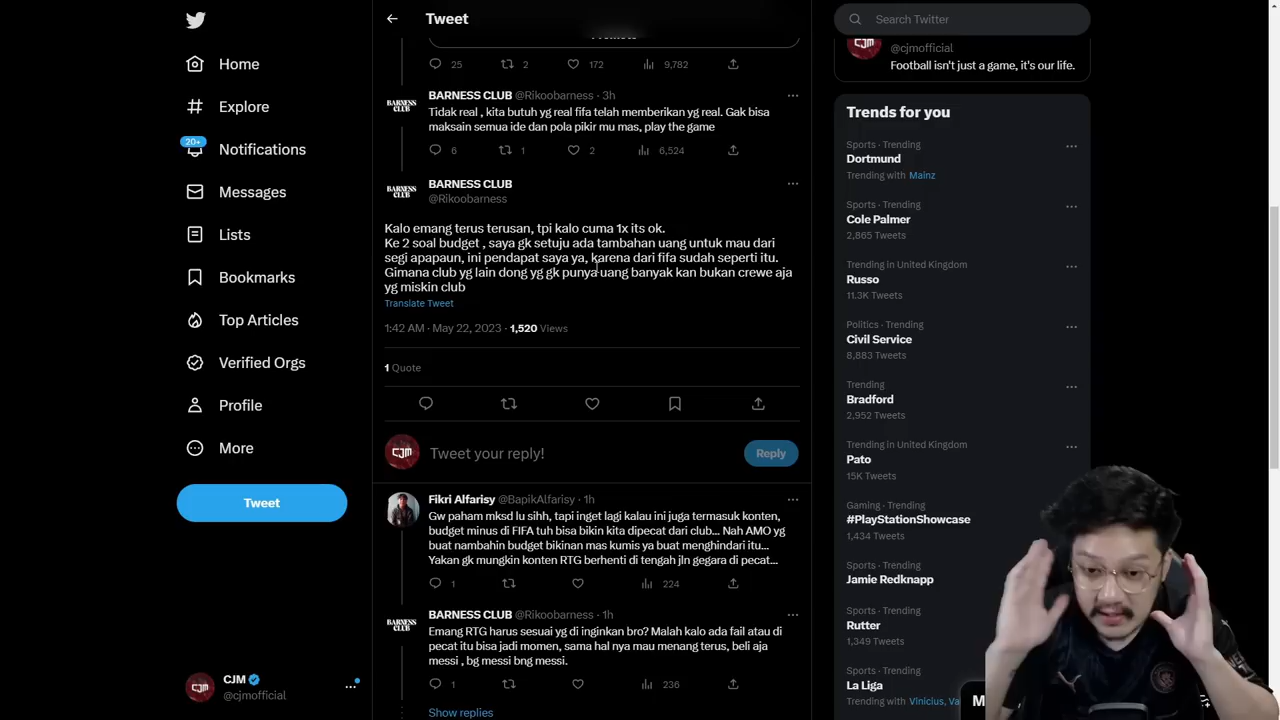 Home
Explore
20+
Notifications
Messages
Lists
Bookmarks
Top Articles
Verified Orgs
Profile
More
Tweet
CJM
@cjmofficial
Tweet
25
2
172
9,782
BARNESS CLUB @Rikoobarness · 3h
Tidak real , kita butuh yg real fifa telah memberikan yg real. Gak bisa
maksain semua ide dan pola pikir mu mas, play the game
6
1
2
6,524
BARNESS CLUB
@Rikoobarness
Kalo emang terus terusan, tpi kalo cuma 1x its ok.
Ke 2 soal budget , saya gk setuju ada tambahan uang untuk mau dari
segi apapaun, ini pendapat saya ya, karena dari fifa sudah seperti itu.
Gimana club yg lain dong yg gk punya uang banyak kan bukan crewe aja
yg miskin club
Translate Tweet
1:42 AM · May 22, 2023 · 1,520 Views
1 Quote
CJM
Tweet your reply!
Reply
Fikri Alfarisy @BapikAlfarisy · 1h
Gw paham mksd lu sihh, tapi inget lagi kalau ini juga termasuk konten,
budget minus di FIFA tuh bisa bikin kita dipecat dari club... Nah AMO yg
buat nambahin budget bikinan mas kumis ya buat menghindari itu...
Yakan gk mungkin konten RTG berhenti di tengah jln gegara di pecat...
1
224
BARNESS CLUB @Rikoobarness · 1h
Emang RTG harus sesuai yg di inginkan bro? Malah kalo ada fail atau di
pecat itu bisa jadi momen, sama hal nya mau menang terus, beli aja
messi , bg messi bng messi.
1
236
Show replies
Search Twitter
CJM
@cjmofficial
Football isn't just a game, it's our life.
Trends for you
Sports · Trending
Dortmund
Trending with Mainz
Sports · Trending
Cole Palmer
2,865 Tweets
Trending in United Kingdom
Russo
11.3K Tweets
Politics · Trending
Civil Service
8,883 Tweets
Trending
Bradford
2,952 Tweets
Trending in United Kingdom
Pato
15K Tweets
Gaming · Trending
#PlayStationShowcase
1,434 Tweets
Sports · Trending
Jamie Redknapp
Sports · Trending
Rutter
1,349 Tweets
Sports · Trending
La Liga
Trending with Vinicius, Va